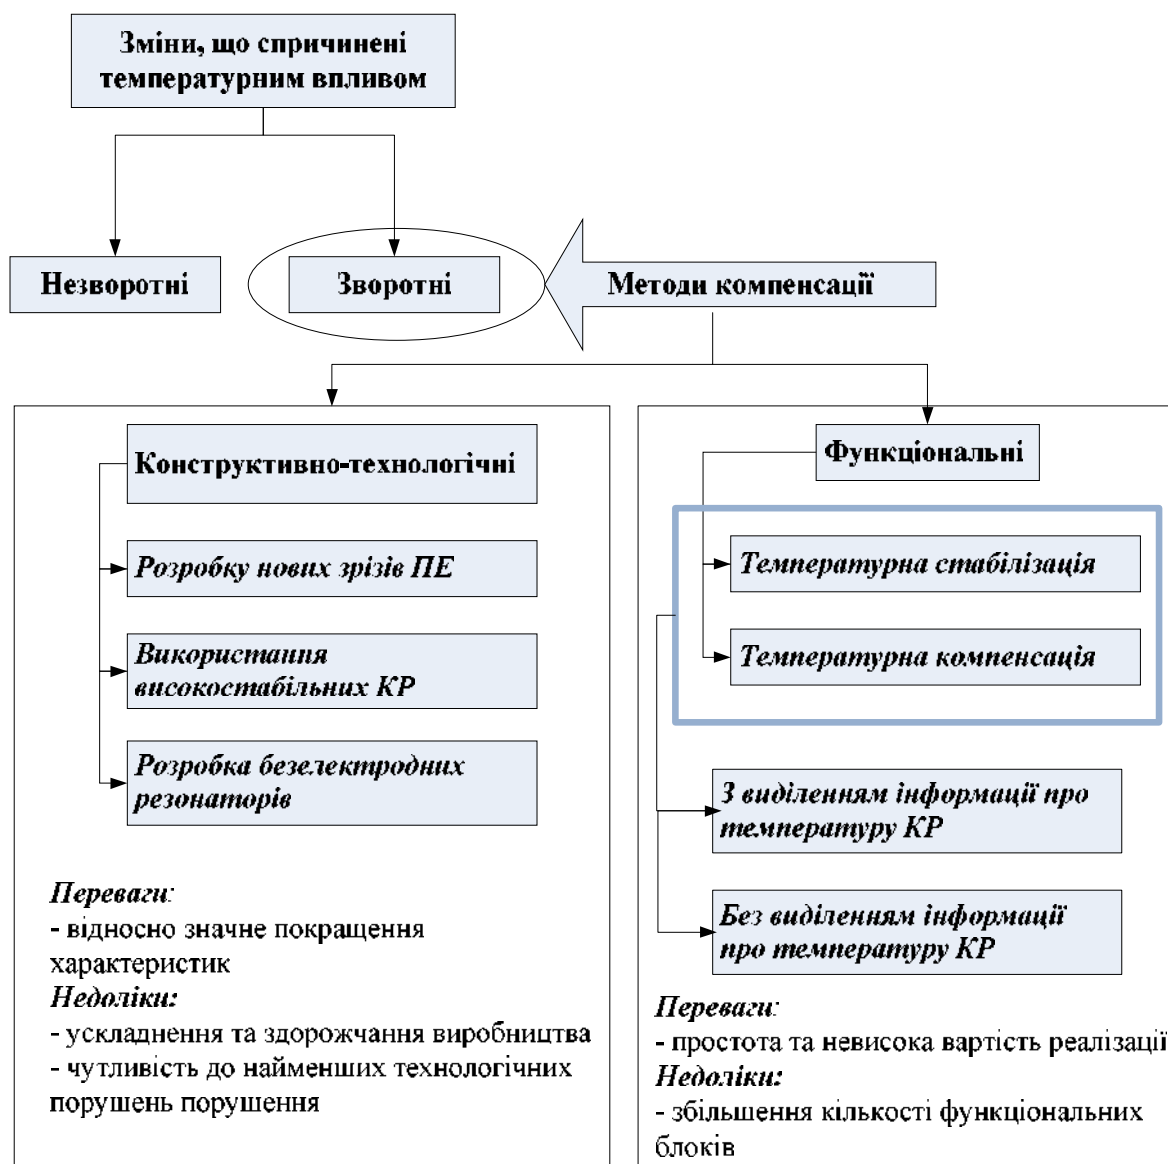 Зміни, що спричинені
температурним впливом
Незворотні
Зворотні
Методи компенсації
Конструктивно-технологічні
Розробку нових зрізів ПЕ
Використання
високостабільних КР
Розробка безелектродних
резонаторів
Переваги:
- відносно значне покращення
характеристик
Недоліки:
- ускладнення та здорожчання виробництва
- чутливість до найменших технологічних
порушень порушення
Функціональні
Температурна стабілізація
Температурна компенсація
З виділенням інформації про
температуру КР
Без виділенням інформації
про температуру КР
Переваги:
- простота та невисока вартість реалізації
Недоліки:
- збільшення кількості функціональних
блоків